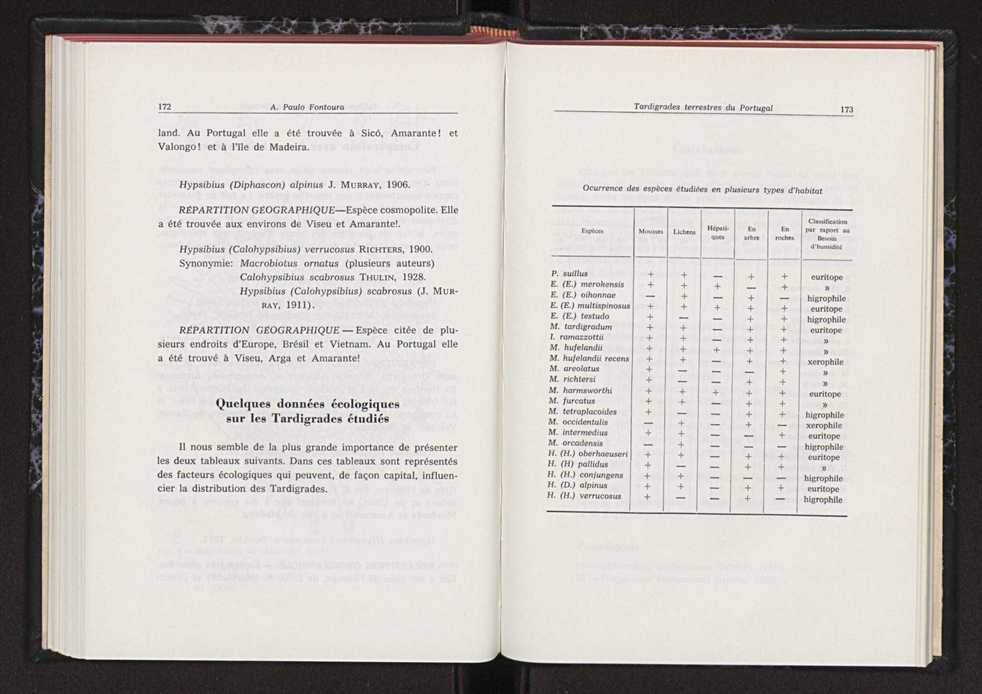 172 A. Paulo Fontoura
land. Au Portugal elle a été trouvée à Sicó, Amarante! et
Valongo! et à l'île de Madeira.
Hypsibius (Diphascon) alpinus J. MURRAY, 1906.
RÉPARTITION GÉOGRAPHIQUE—Espèce cosmopolite. Elle
a été trouvée aux environs de Viseu et Amarante!.
Hypsibius (Calohypsibius) verrucosus RICHTERS, 1900.
Synonymie: Macrobiotus ornatus (plusieurs auteurs)
Calohypsibius scabrosus THULIN, 1928.
Hypsibius (Calohypsibius) scabrosus (J. MUR-
RAY, 1911).
RÉPARTITION GÉOGRAPHIQUE — Espèce citée de plu-
sieurs endroits d'Europe, Brésil et Vietnam. Au Portugal elle
a été trouvé à Viseu, Arga et Amarante!
Quelques données écologiques
sur les Tardigrades étudiés
Il nous semble de la plus grande importance de présenter
les deux tableaux suivants. Dans ces tableaux sont représentés
des facteurs écologiques qui peuvent, de façon capital, influen-
cier la distribution des Tardigrades.
Tardigrades terrestres du Portugal 173
Ocurrence des espèces étudiées en plusieurs types d'habitat
Espèces Mousses Lichens Hépati-ques En arbre En roches Classification par raport au Besoin d'humidité
P. suillus + + — + + euritope
E. (E.) merokensis + + + — + »
E. (E.) oihonnae — + — + — higrophile
E. (E.) multispinosus + + + + + euritope
E. (E.) testudo + — — + + higrophile
M. tardigradum + + — + + euritope
I. ramazzottii + + — + + »
M. hufelandii + + + + + »
M. hufelandii recens + + — + + xerophile
M. areolatus + — — — + »
M. richtersi + — — + + »
M. harmsworthi + + + + + euritope
M. furcatus + + — + + »
M. tetraplacoides + — — + + higrophile
M. occidentalis — + — + — xerophile
M. intermedius + + — — + euritope
M. orcadensis — + — — — higrophile
H. (H.) oberhaeuseri + + — + + euritope
H. (H) pallidus + — — + + »
H. (H.) conjungens + + — — — higrophile
H. (D.) alpinus + + — + + euritope
H. (H.) verrucosus + — — + — higrophile